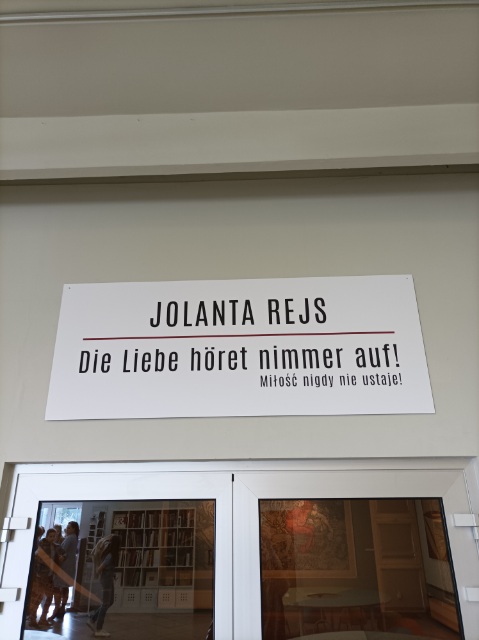 JOLANTA REJS
Die Liebe höret nimmer auf!
Miłość nigdy nie ustaje!